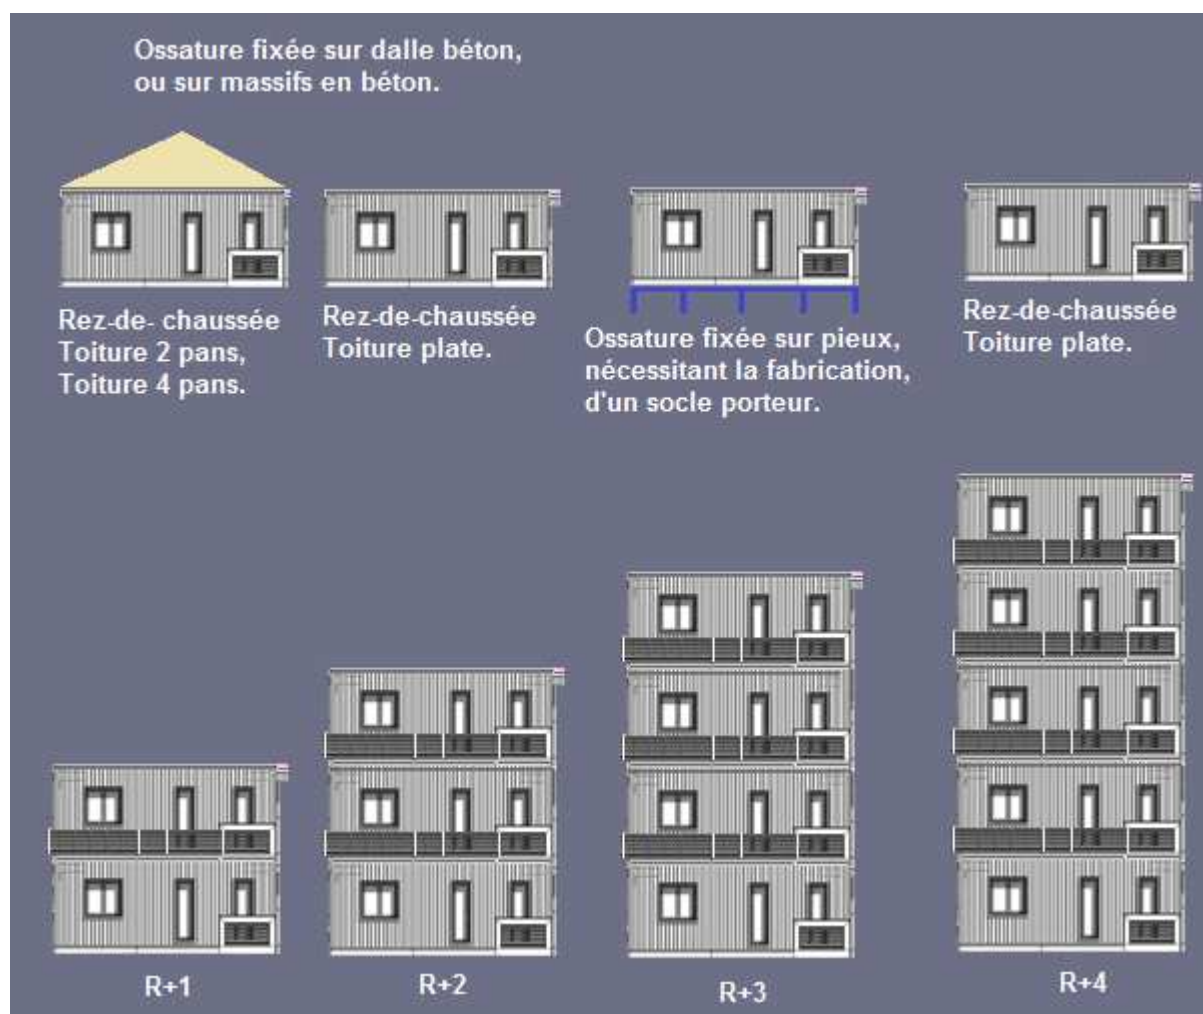 Ossature fixée sur dalle béton,
ou sur massifs en béton.
Rez-de- chaussée
Toiture 2 pans,
Toiture 4 pans.
Rez-de-chaussée
Toiture plate.
Ossature fixée sur pieux,
nécessitant la fabrication,
d'un socle porteur.
Rez-de-chaussée
Toiture plate.
R+1
R+2
R+3
R+4